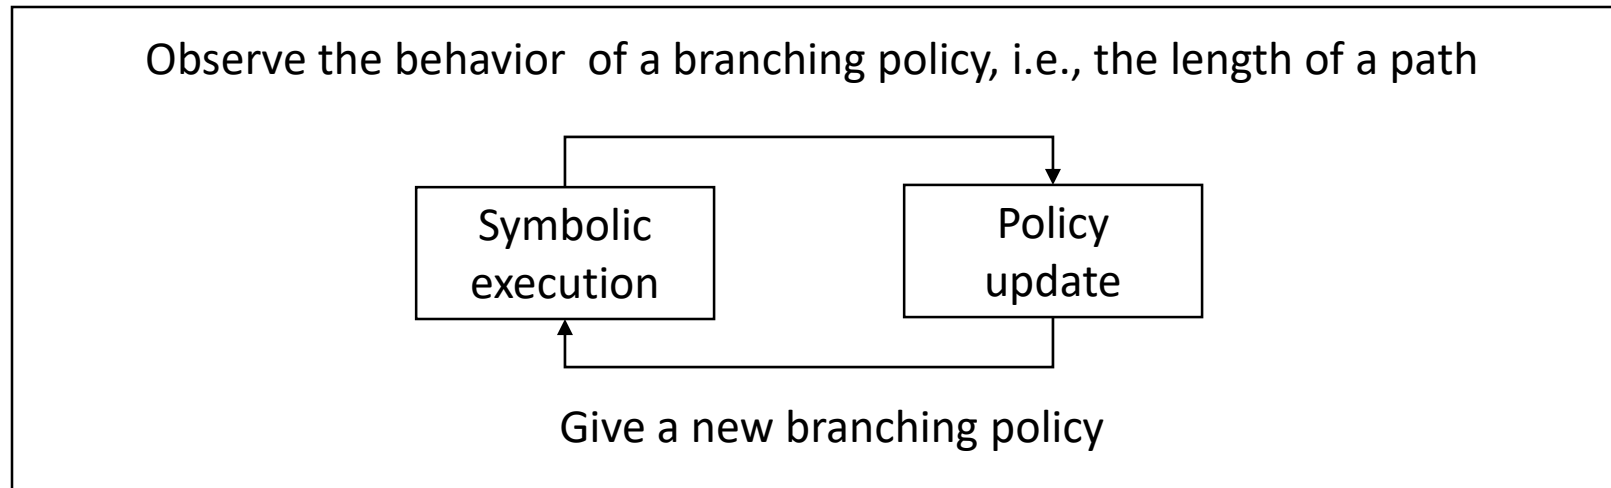 Observe the behavior  of a branching policy, i.e., the length of a path
Symbolic
execution
Policy
update
Give a new branching policy